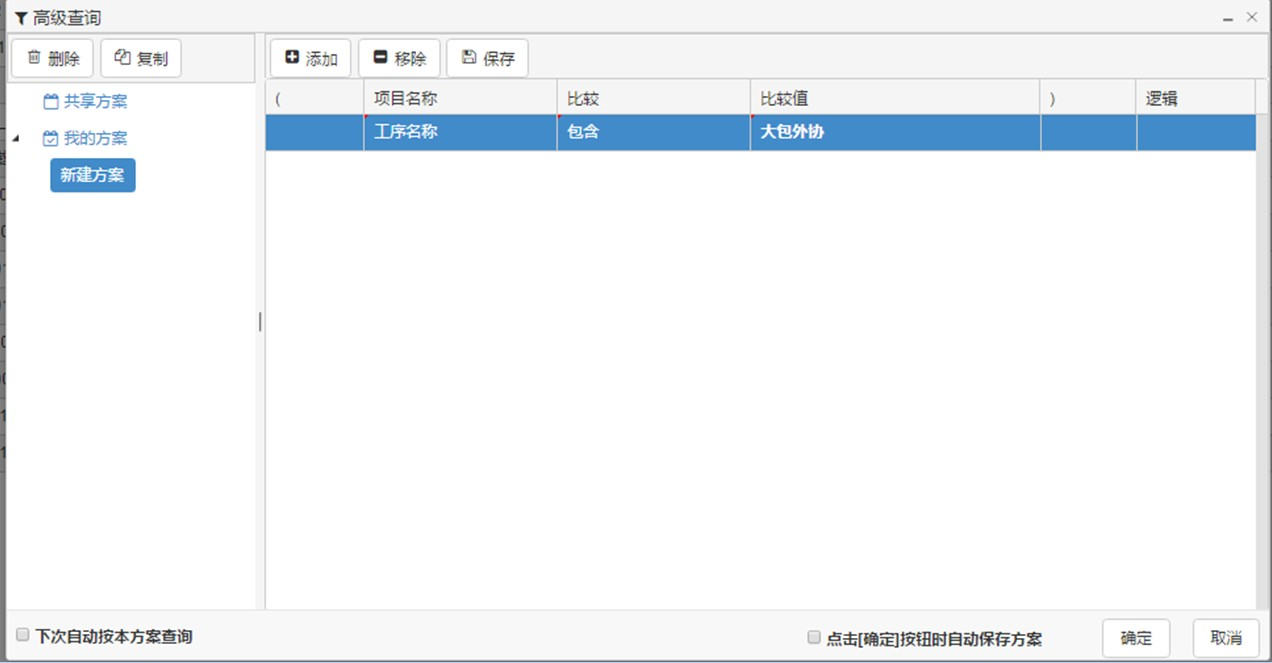 高级查询
删除 复制 添加 移除 保存
( 项目名称 比较 比较值 ) 逻辑
工序名称 包含 大包外协
共享方案
我的方案
新建方案
下次自动按本方案查询 点击[确定]按钮时自动保存方案 确定 取消